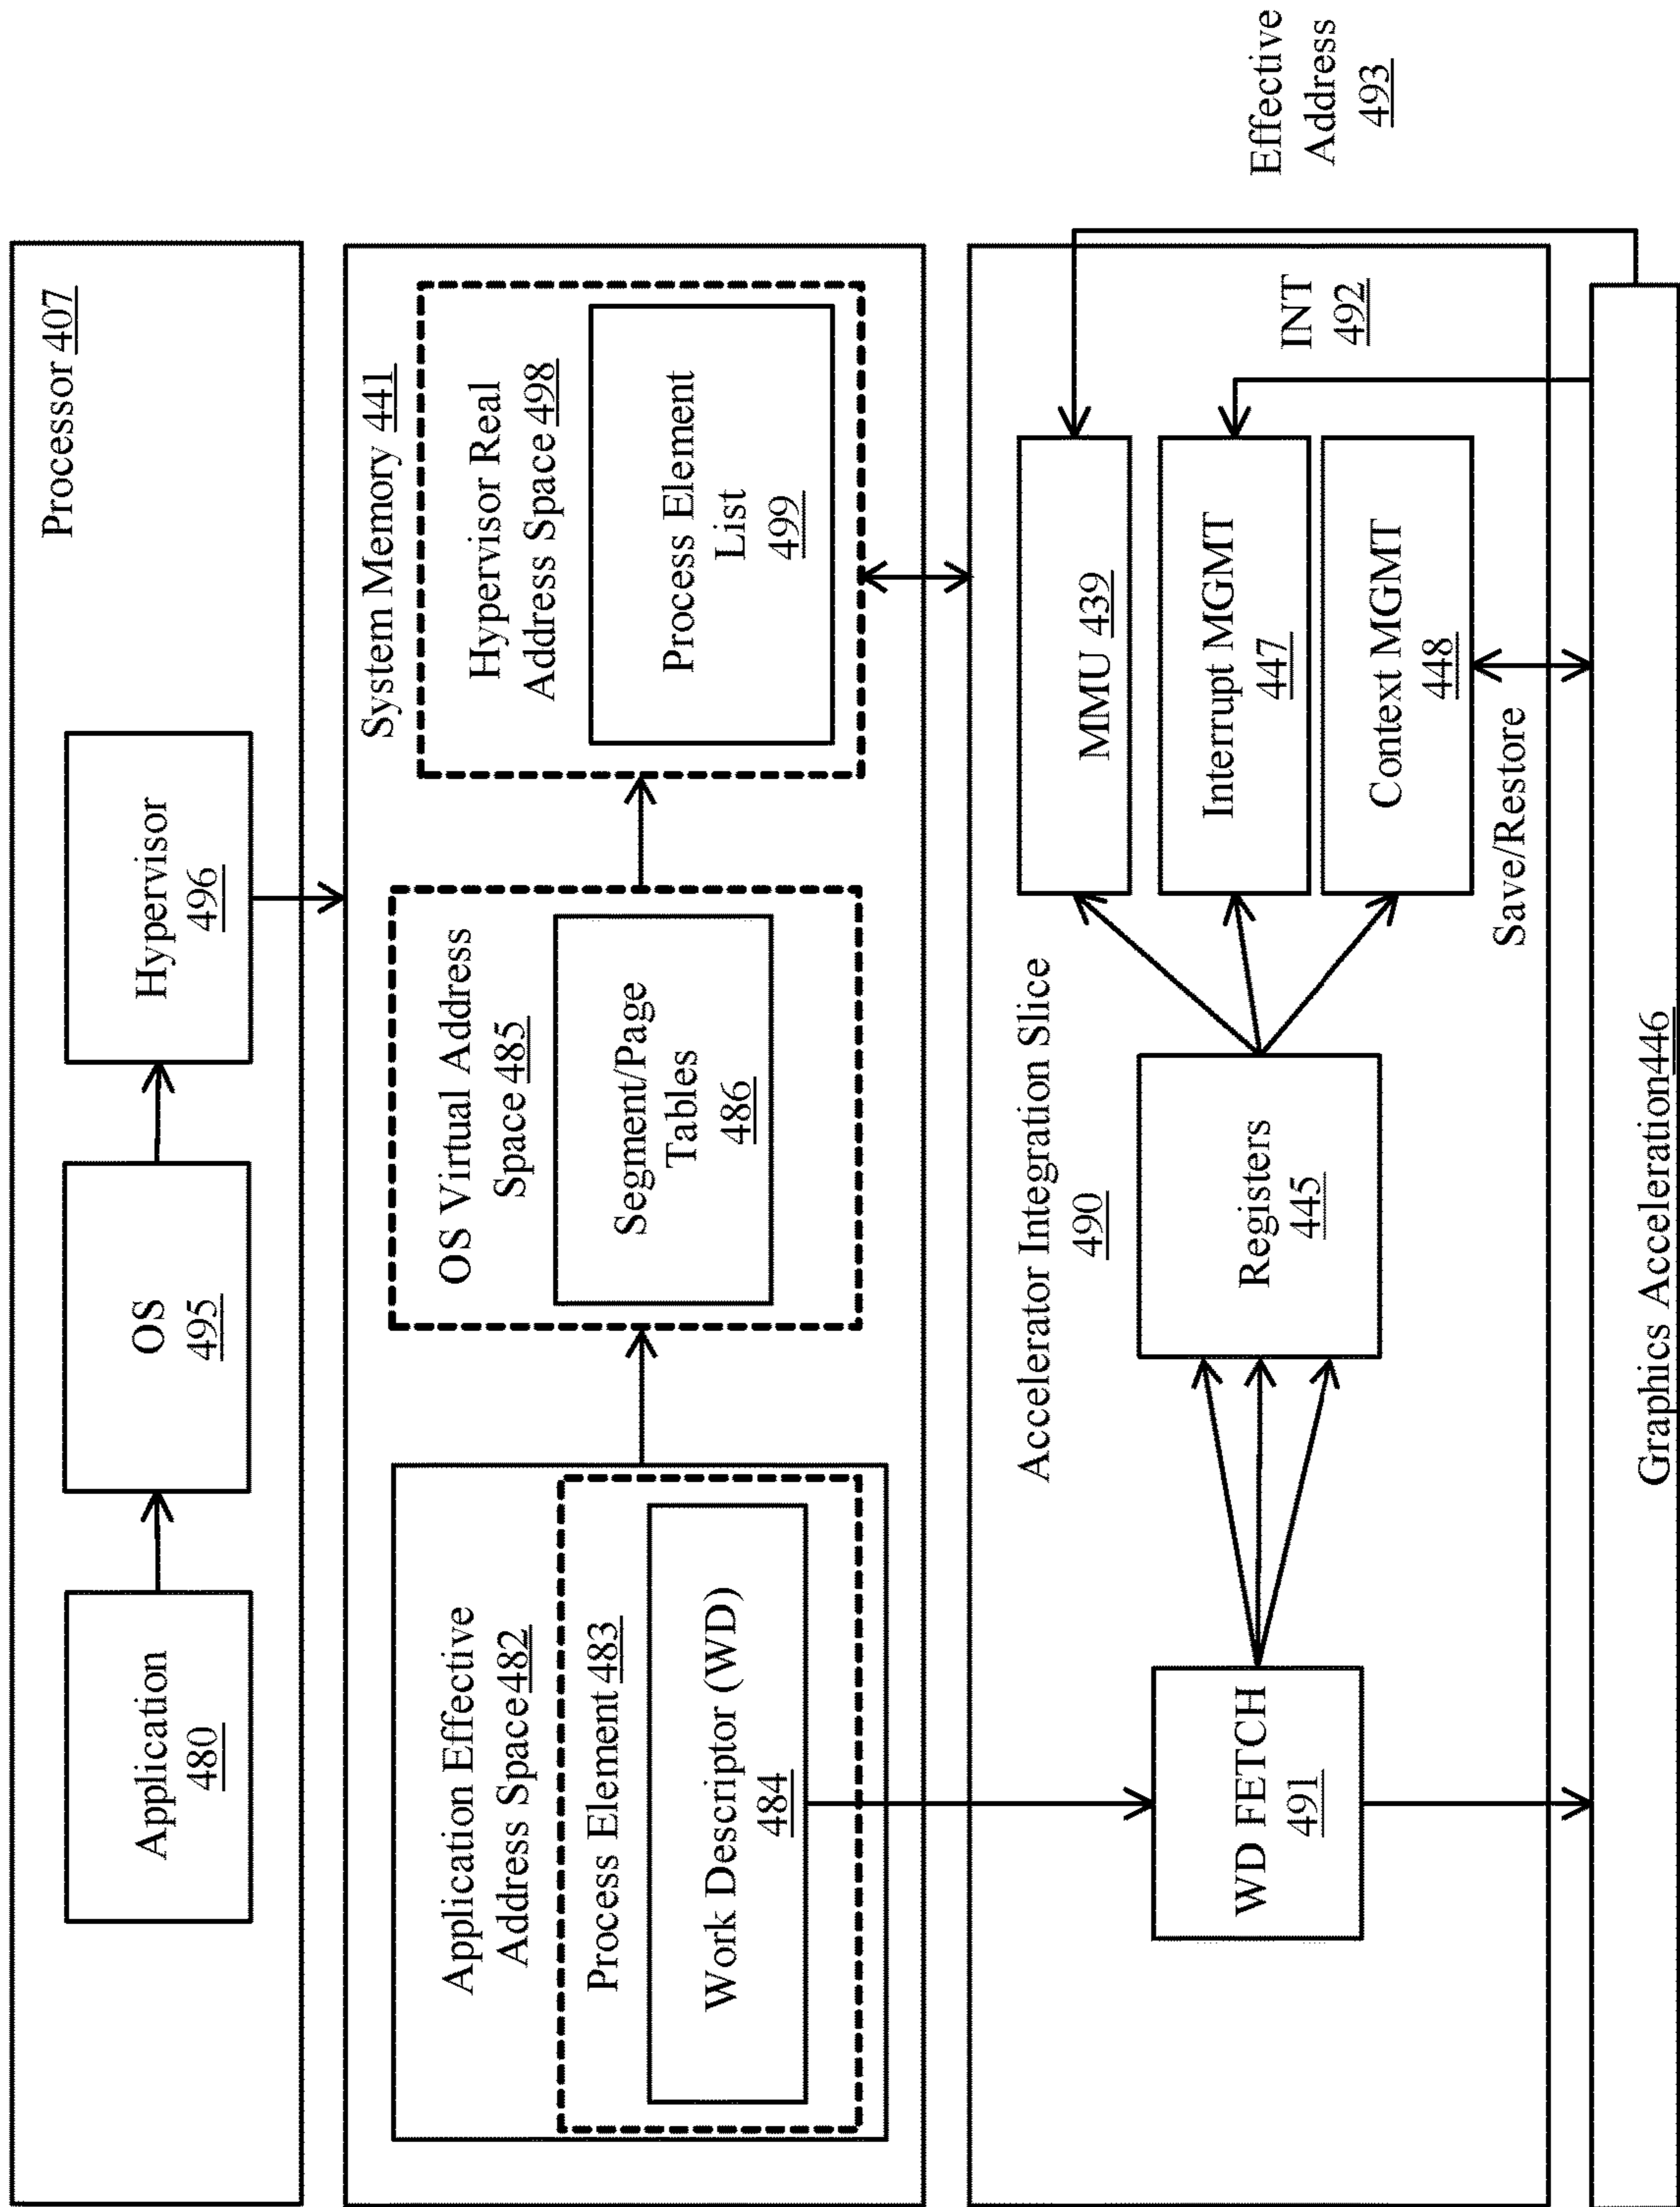 Processor 407
Application
480
OS
495
Hypervisor
496
System Memory 441
Application Effective
Address Space482
Process Element 483
Work Descriptor (WD)
484
OS Virtual Address
Space 485
Segment/Page
Tables
486
Hypervisor Real
Address Space 498
Process Element
List
499
Accelerator Integration Slice
490
WD FETCH
491
Registers
445
MMU 439
Interrupt MGMT
447
Context MGMT
448
Save/Restore
INT
492
Effective
Address
493
Graphics Acceleration446